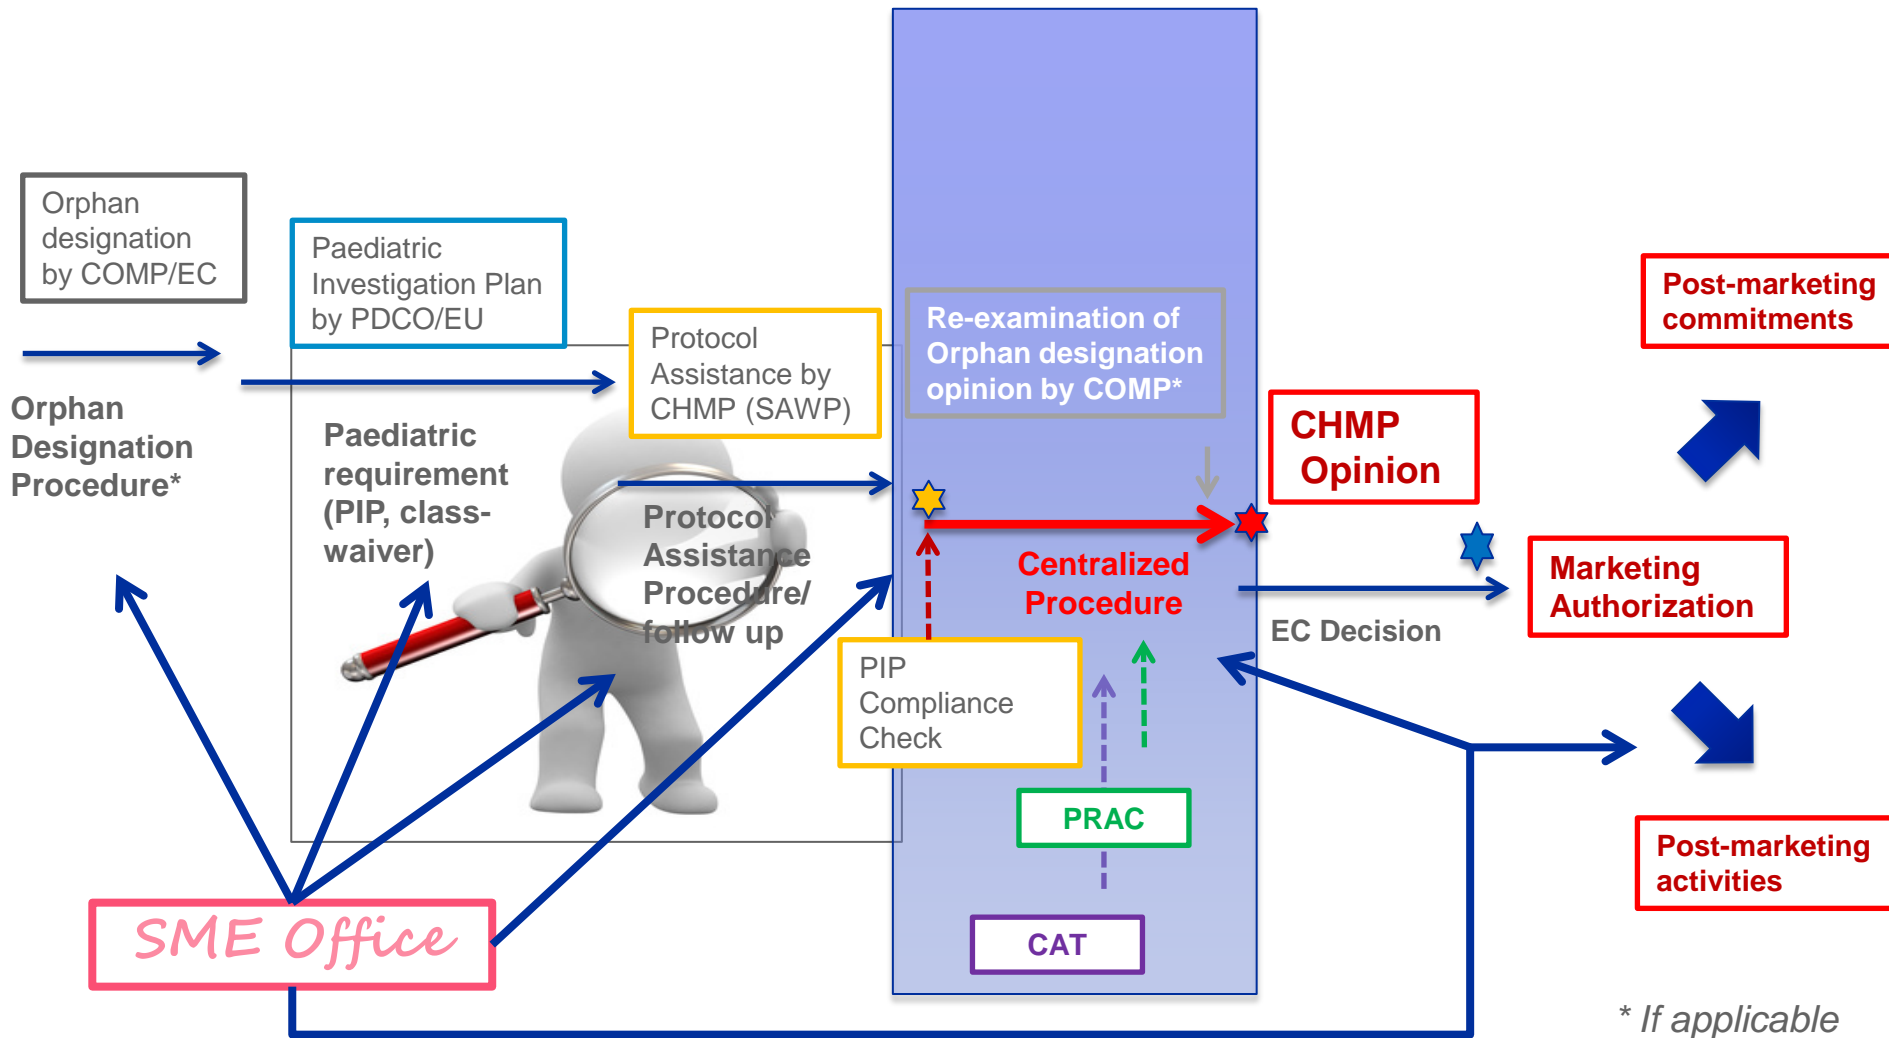 Orphan
designation
by COMP/EC
Orphan
Designation
Procedure*
Paediatric
Investigation Plan
by PDCO/EU
Paediatric
requirement
(PIP, class-
waiver)
Protocol
Assistance by
CHMP (SAWP)
Protocol
Assistance
Procedure/
follow up
Re-examination of
Orphan designation
opinion by COMP*
Centralized
Procedure
PIP
Compliance
Check
PRAC
CAT
CHMP
Opinion
EC Decision
Marketing
Authorization
Post-marketing
commitments
Post-marketing
activities
SME Office
* If applicable